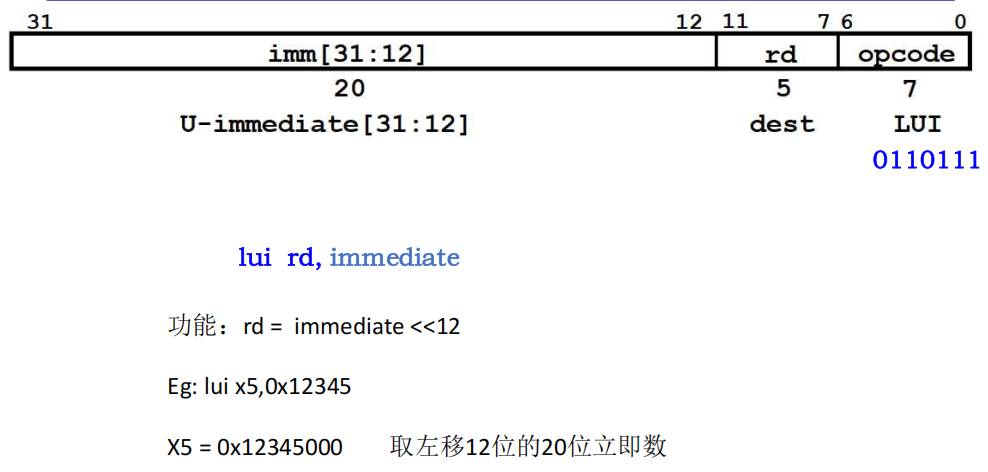 31 12 11 7 6 0
imm[31:12] rd opcode
20 5 7
U-immediate[31:12] dest LUI
0110111
lui rd, immediate
功能：rd = immediate <<12
Eg: lui x5,0x12345
X5 = 0x12345000 取左移12位的20位立即数